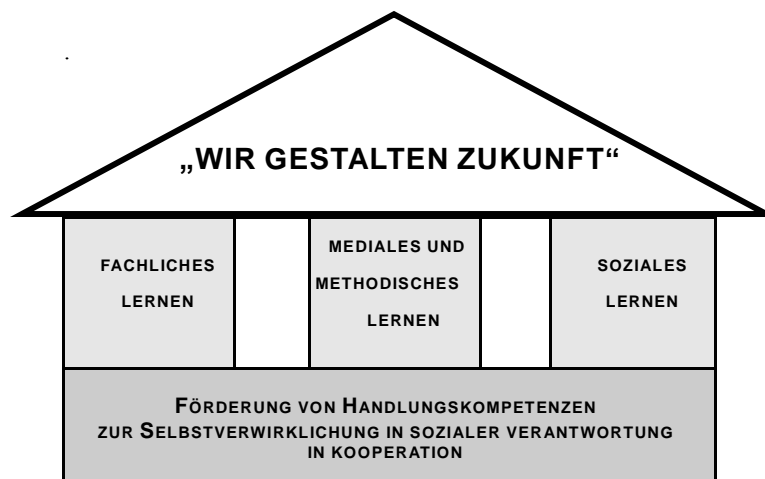 „WIR GESTALTEN ZUKUNFT“
FACHLICHES
LERNEN
MEDIALES UND
METHODISCHES
LERNEN
SOZIALES
LERNEN
FÖRDERUNG VON HANDLUNGSKOMPETENZEN
ZUR SELBSTVERWIRKLICHUNG IN SOZIALER VERANTWORTUNG
IN KOOPERATION